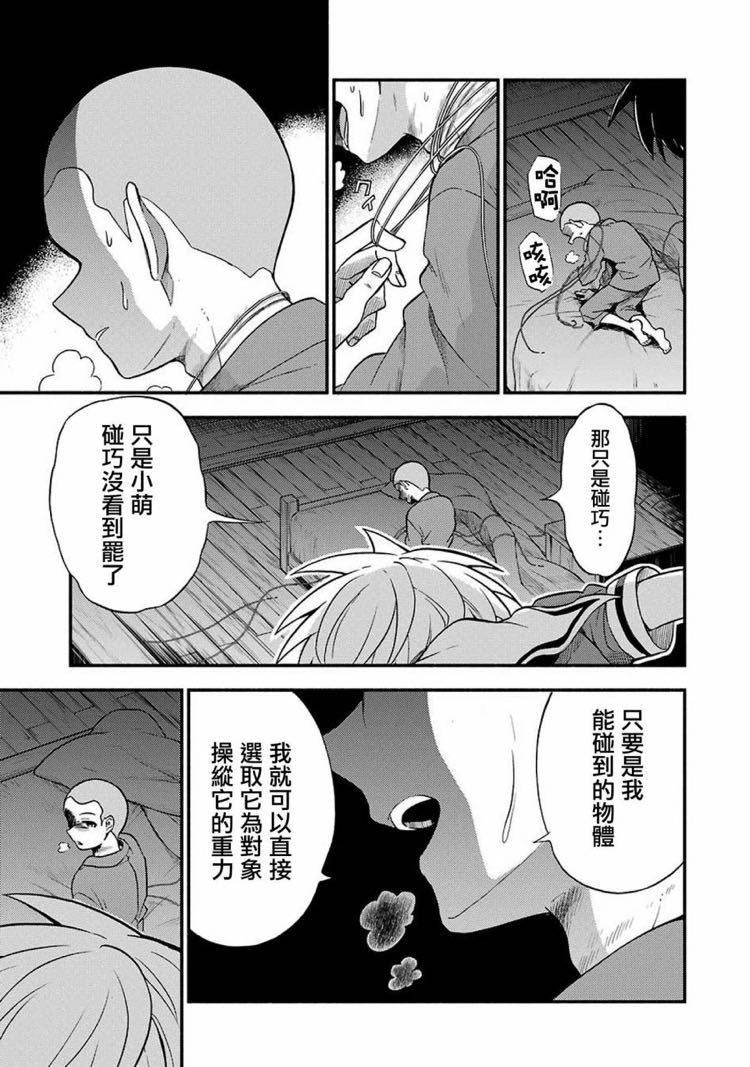 哈啊
咳咳
クイ
那只是碰巧…
只是小萌
碰巧沒看到罷了
只要是我
能碰到的物體
我就可以直接
選取它為對象
操縱它的重力